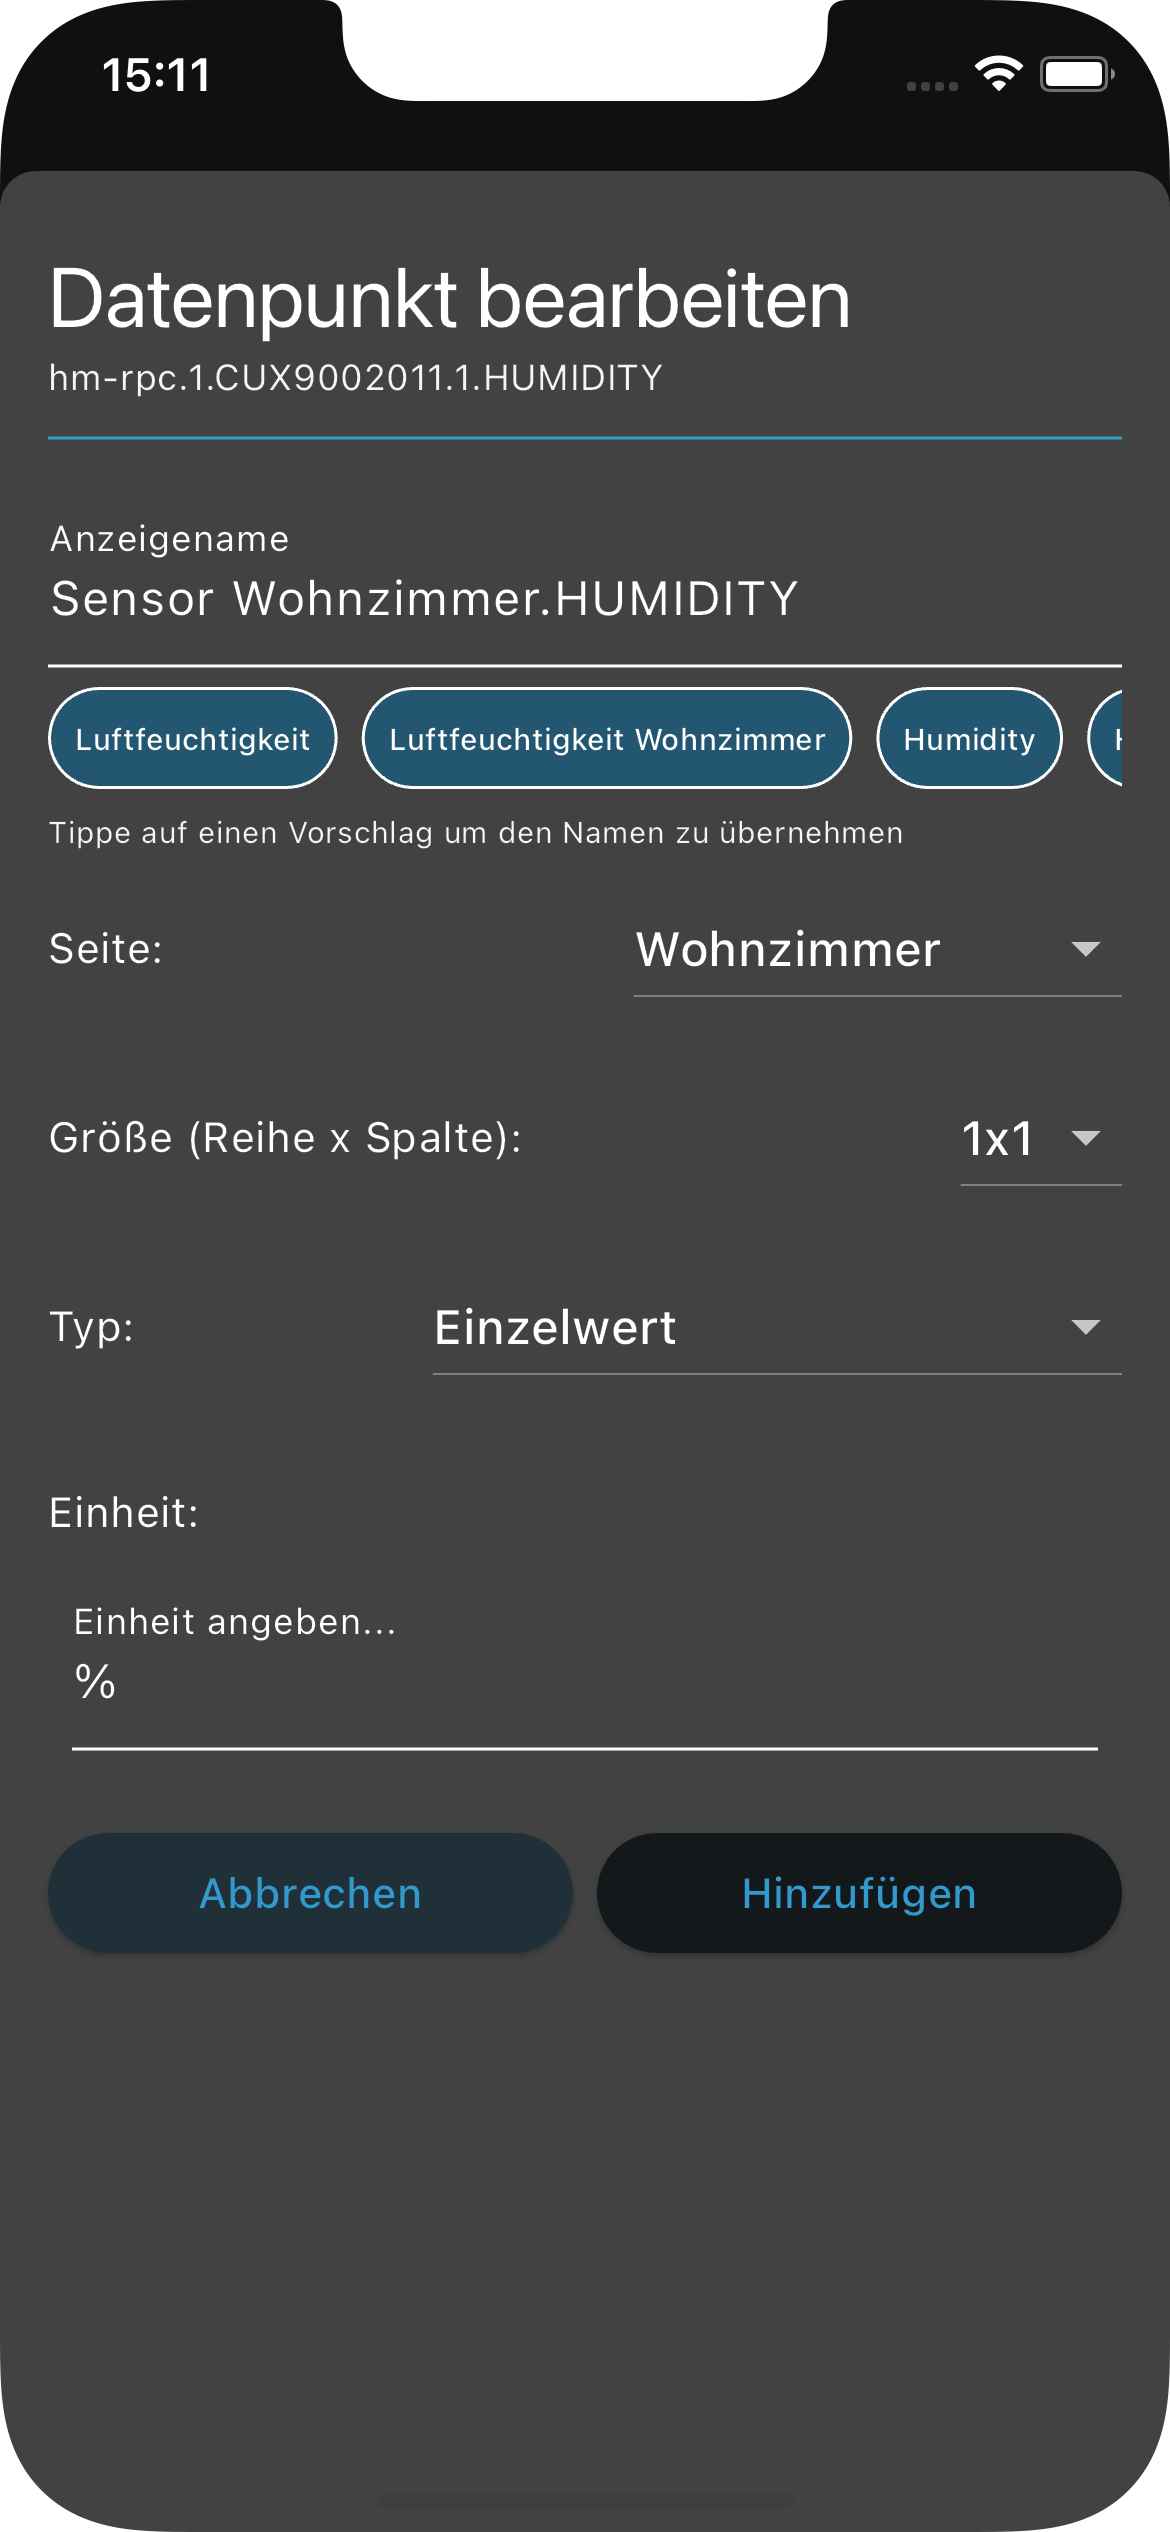 15:11
Datenpunkt bearbeiten
hm-rpc.1.CUX9002011.1.HUMIDITY
Anzeigename
Sensor Wohnzimmer.HUMIDITY
Luftfeuchtigkeit Luftfeuchtigkeit Wohnzimmer Humidity
Tippe auf einen Vorschlag um den Namen zu übernehmen
Seite: Wohnzimmer
Größe (Reihe x Spalte): 1x1
Typ: Einzelwert
Einheit:
Einheit angeben...
%
Abbrechen Hinzufügen